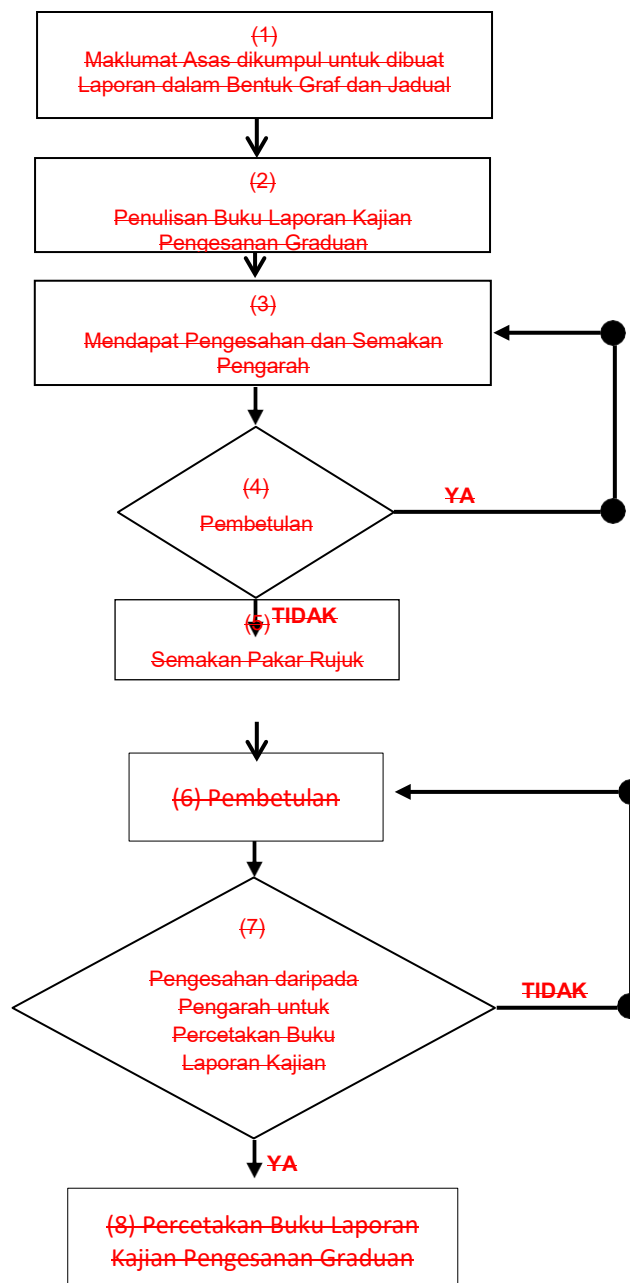 (1)
Maklumat Asas dikumpul untuk dibuat
Laporan dalam Bentuk Graf dan Jadual
(2)
Penulisan Buku Laporan Kajian
Pengesanan Graduan
(3)
Mendapat Pengesahan dan Semakan
Pengarah
(4)
Pembetulan
YA
TIDAK
(5)
Semakan Pakar Rujuk
(6) Pembetulan
(7)
Pengesahan daripada
Pengarah untuk
Percetakan Buku
Laporan Kajian
TIDAK
YA
(8) Percetakan Buku Laporan
Kajian Pengesanan Graduan